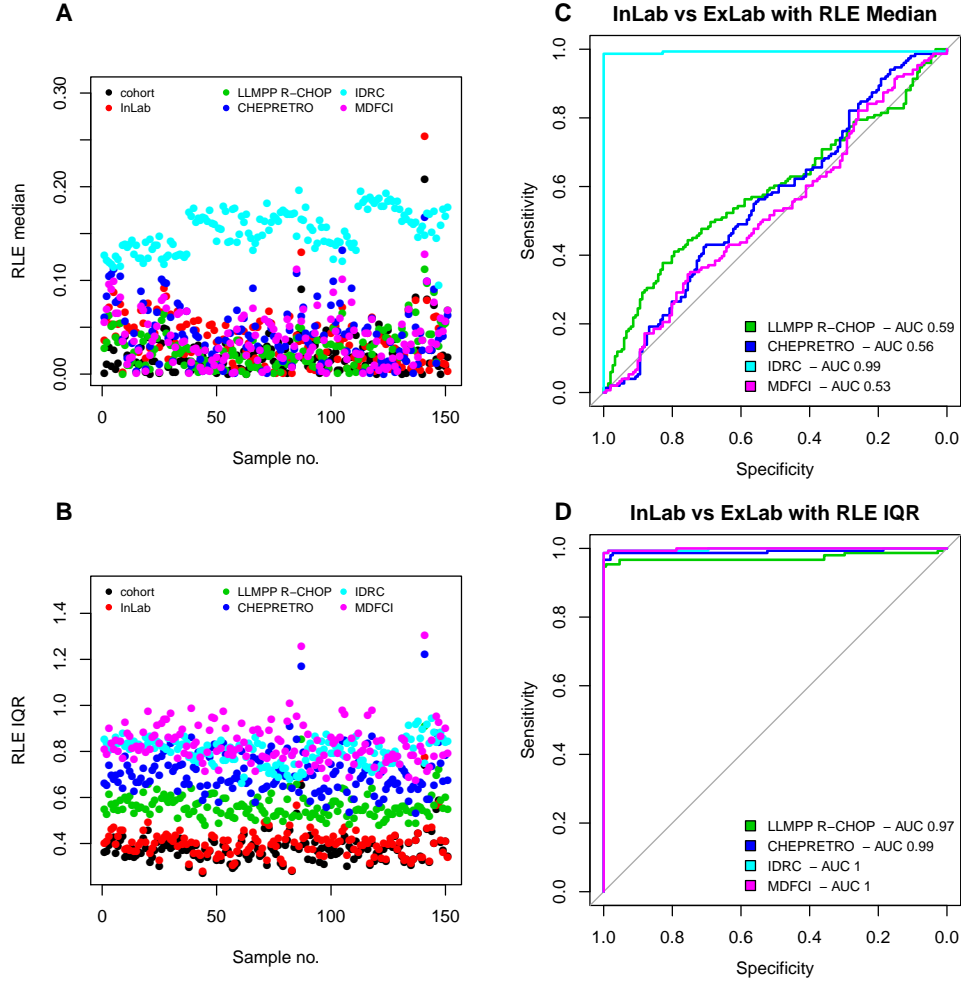 A
RLE median
0.00 0.10 0.20 0.30
cohort
InLab
LLMPP R−CHOP
CHEPRETRO
IDRC
MDFCI
0 50 100 150
Sample no.
C
InLab vs ExLab with RLE Median
Sensitivity
0.0 0.2 0.4 0.6 0.8 1.0
LLMPP R−CHOP − AUC 0.59
CHEPRETRO − AUC 0.56
IDRC − AUC 0.99
MDFCI − AUC 0.53
1.0 0.8 0.6 0.4 0.2 0.0
Specificity
B
RLE IQR
0.4 0.6 0.8 1.0 1.2 1.4
cohort
InLab
LLMPP R−CHOP
CHEPRETRO
IDRC
MDFCI
0 50 100 150
Sample no.
D
InLab vs ExLab with RLE IQR
Sensitivity
0.0 0.2 0.4 0.6 0.8 1.0
LLMPP R−CHOP − AUC 0.97
CHEPRETRO − AUC 0.99
IDRC − AUC 1
MDFCI − AUC 1
1.0 0.8 0.6 0.4 0.2 0.0
Specificity